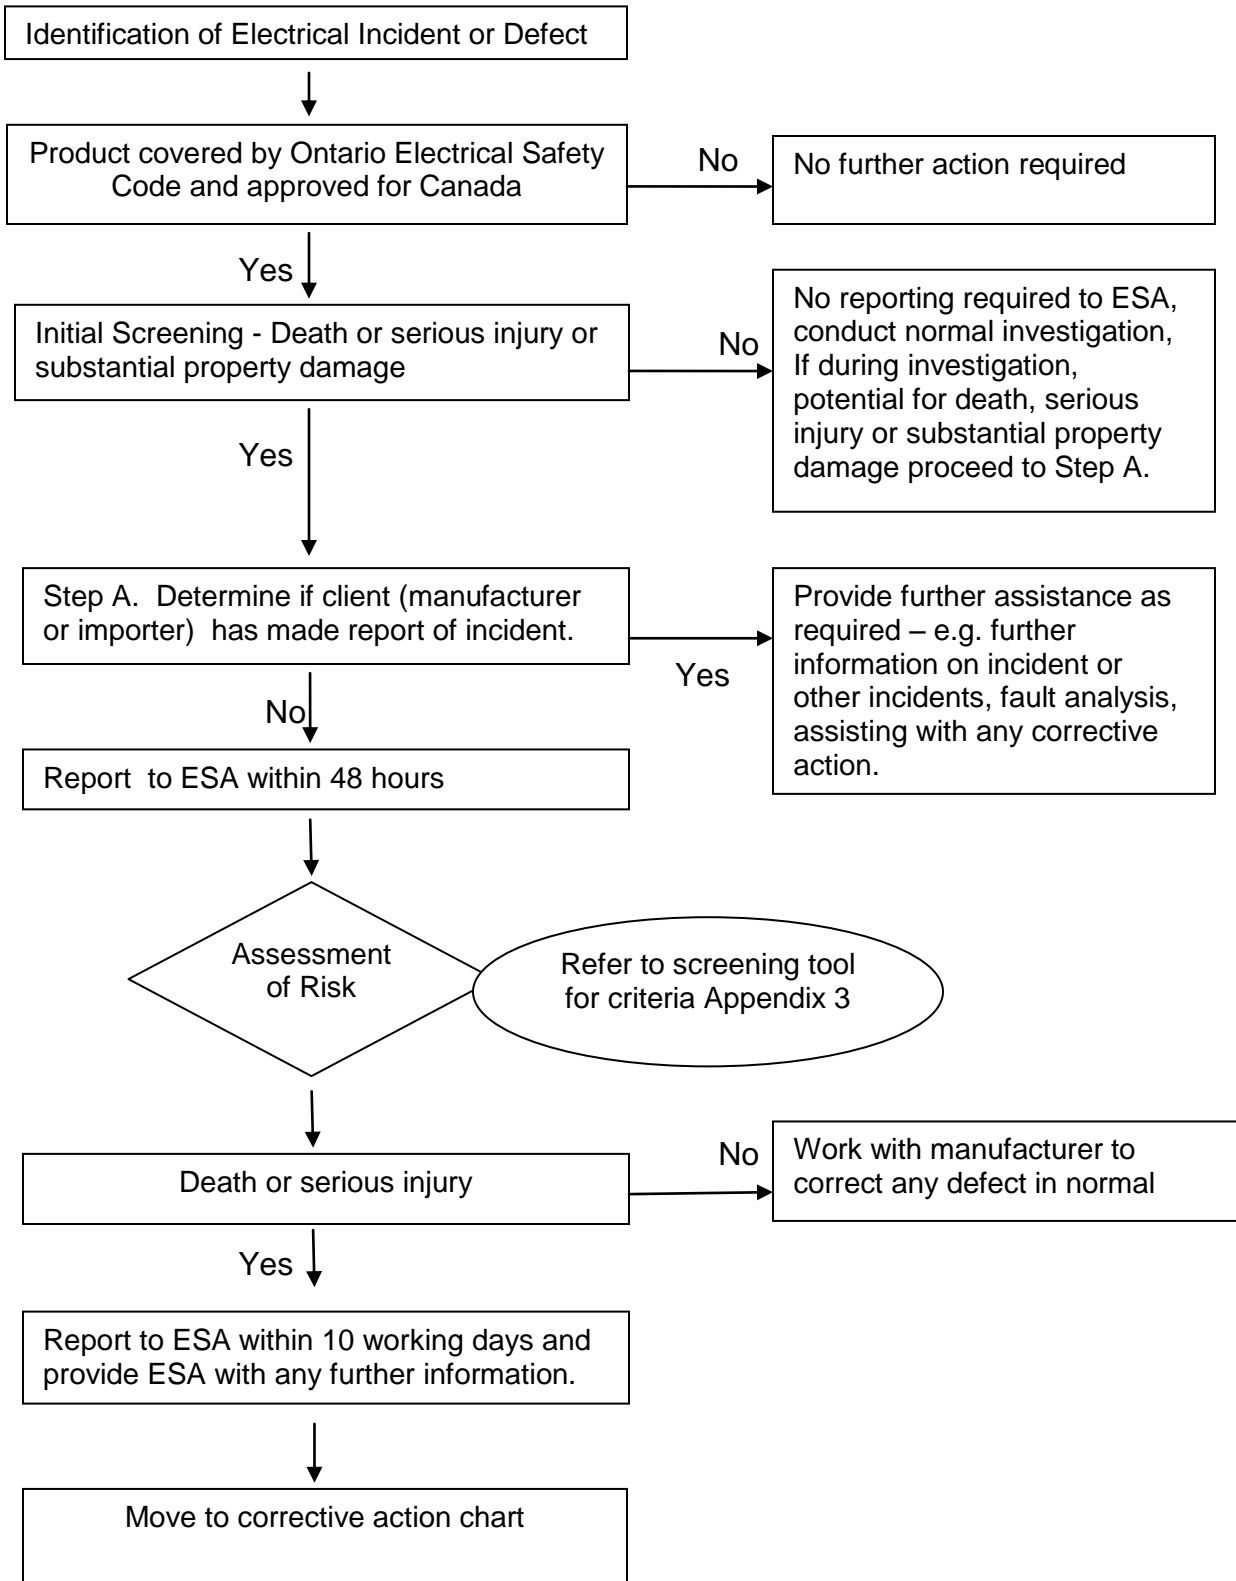 Identification of Electrical Incident or Defect
Product covered by Ontario Electrical Safety
Code and approved for Canada
No
No further action required
Yes
Initial Screening - Death or serious injury or
substantial property damage
No
No reporting required to ESA,
conduct normal investigation,
If during investigation,
potential for death, serious
injury or substantial property
damage proceed to Step A.
Yes
Step A. Determine if client (manufacturer
or importer) has made report of incident.
Yes
Provide further assistance as
required – e.g. further
information on incident or
other incidents, fault analysis,
assisting with any corrective
action.
No
Report to ESA within 48 hours
Assessment
of Risk
Refer to screening tool
for criteria Appendix 3
Death or serious injury
No
Work with manufacturer to
correct any defect in normal
Yes
Report to ESA within 10 working days and
provide ESA with any further information.
Move to corrective action chart